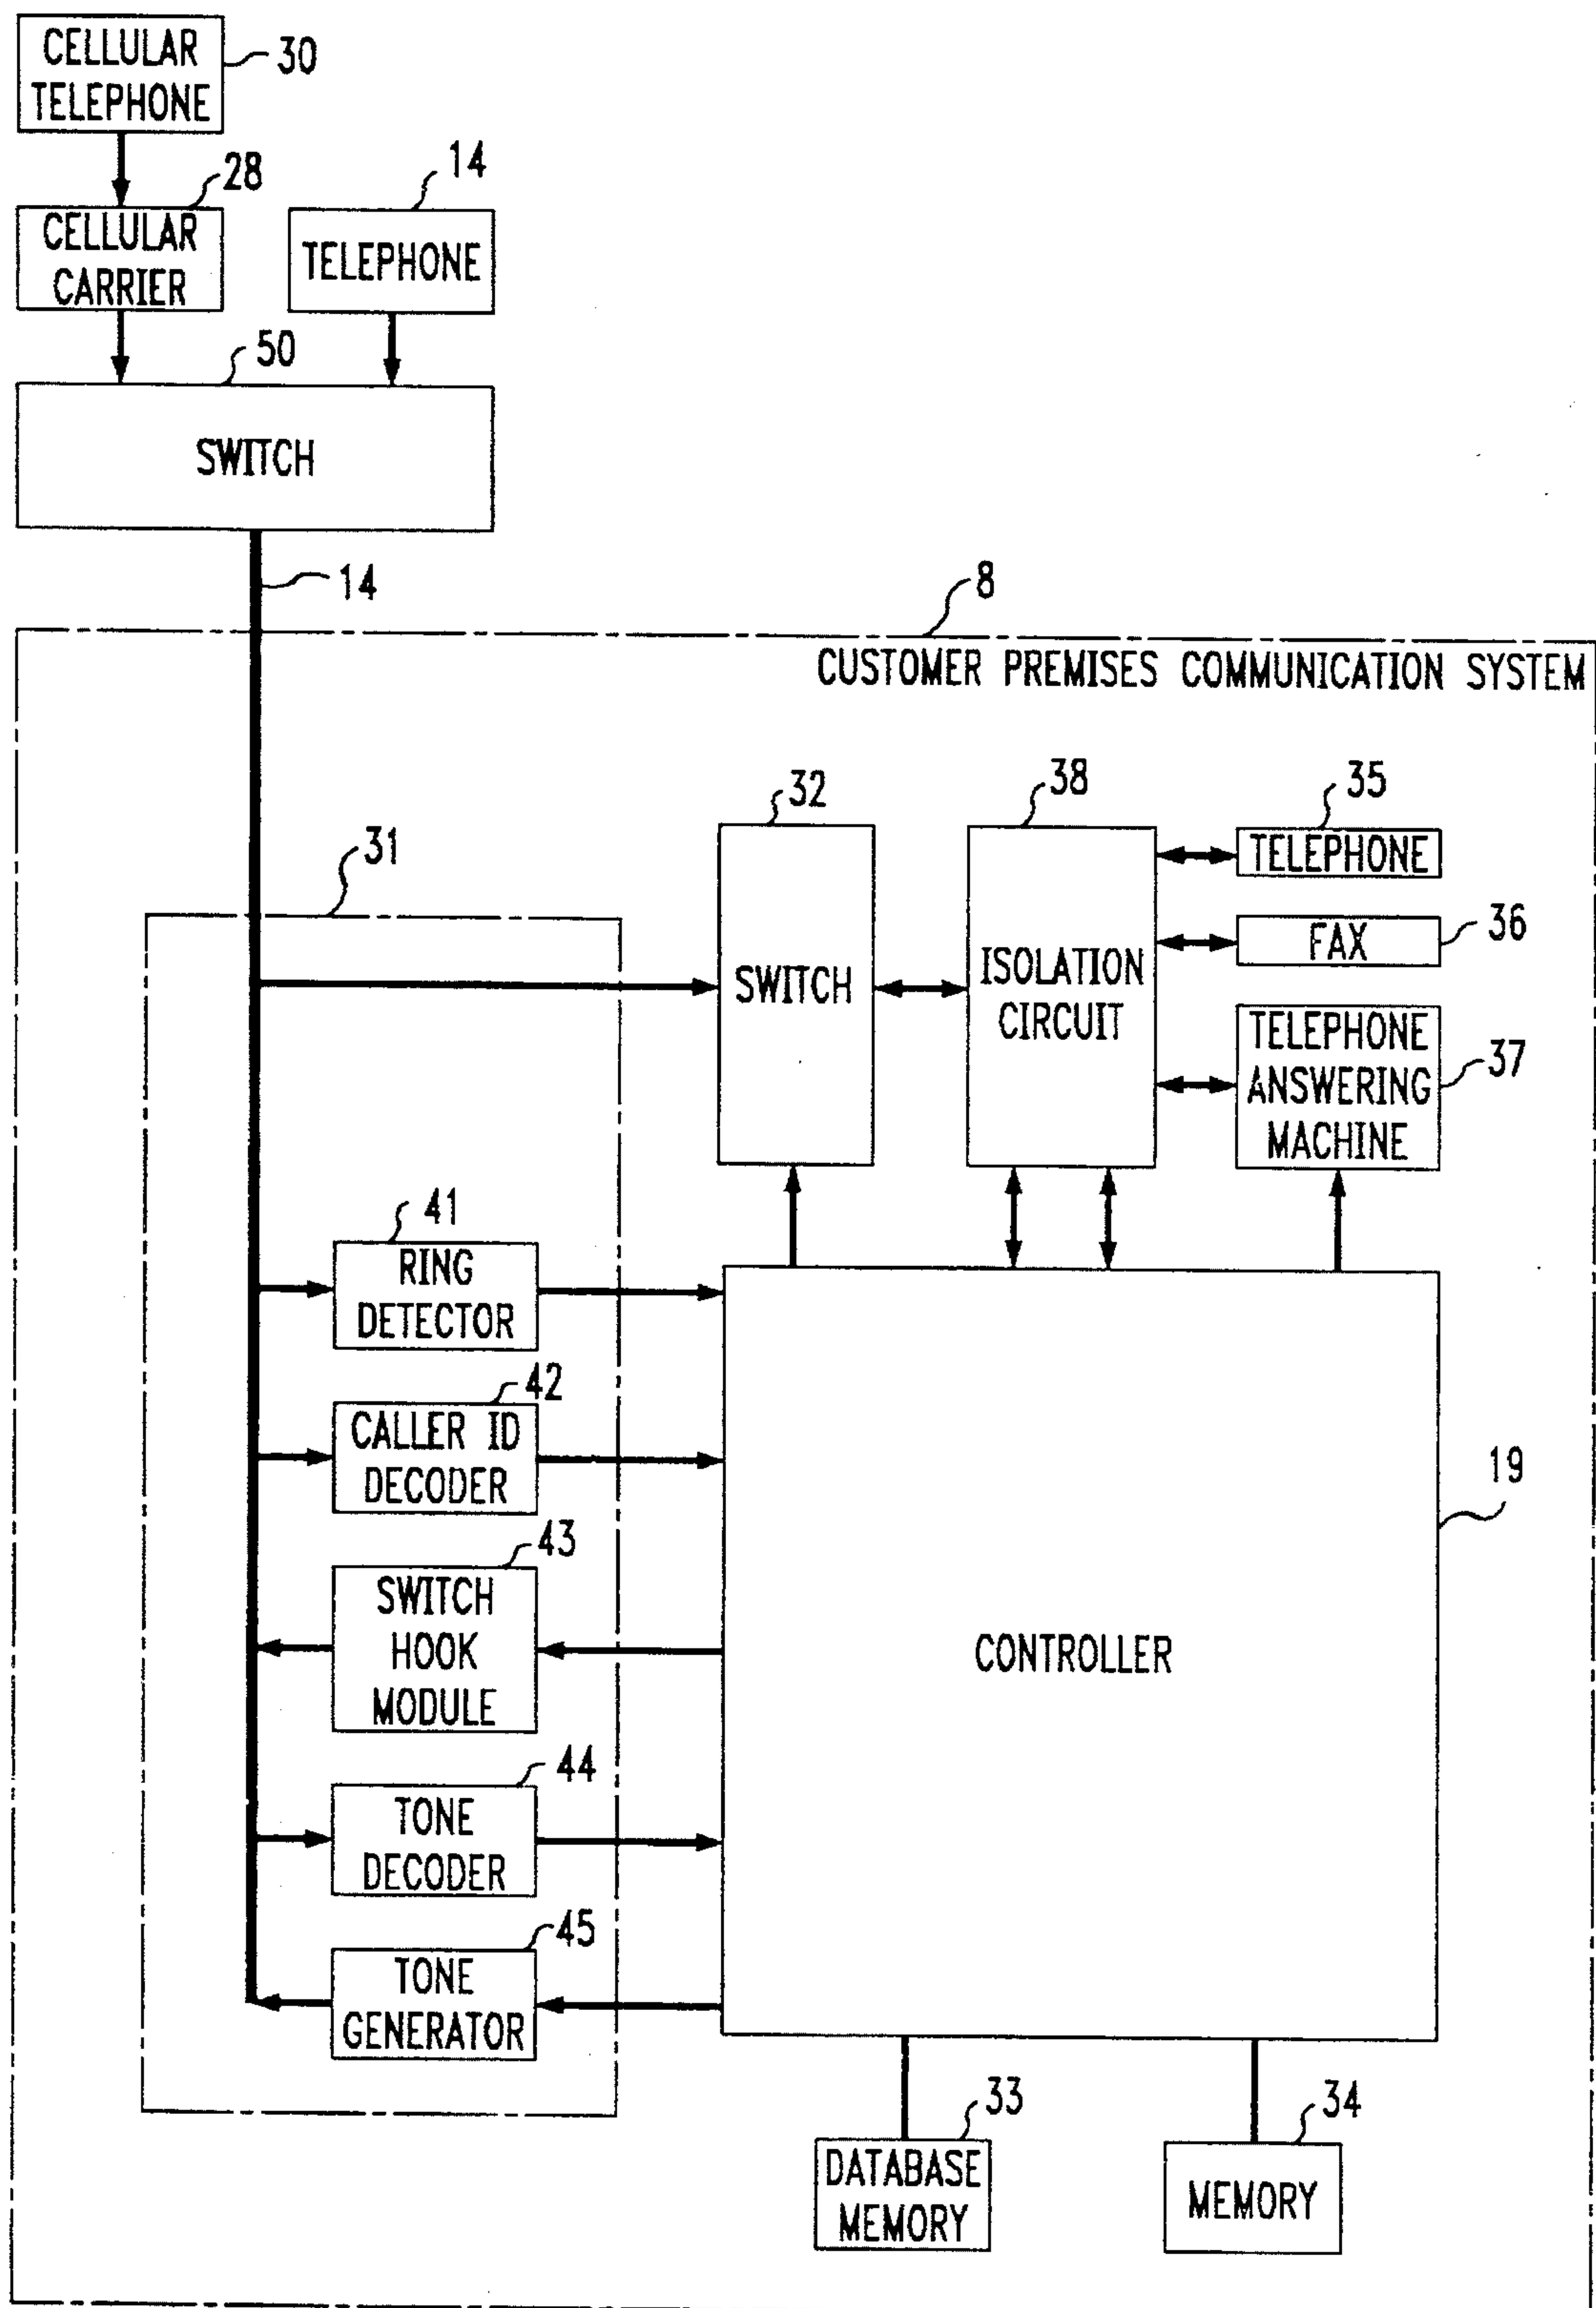 CELLULAR
TELEPHONE
30
28
CELLULAR
CARRIER
14
TELEPHONE
50
SWITCH
14
8
CUSTOMER PREMISES COMMUNICATION SYSTEM
31
32
SWITCH
38
ISOLATION
CIRCUIT
35
TELEPHONE
FAX
36
TELEPHONE
ANSWERING
MACHINE
37
41
RING
DETECTOR
42
CALLER ID
DECODER
43
SWITCH
HOOK
MODULE
44
TONE
DECODER
45
TONE
GENERATOR
CONTROLLER
19
33
DATABASE
MEMORY
34
MEMORY